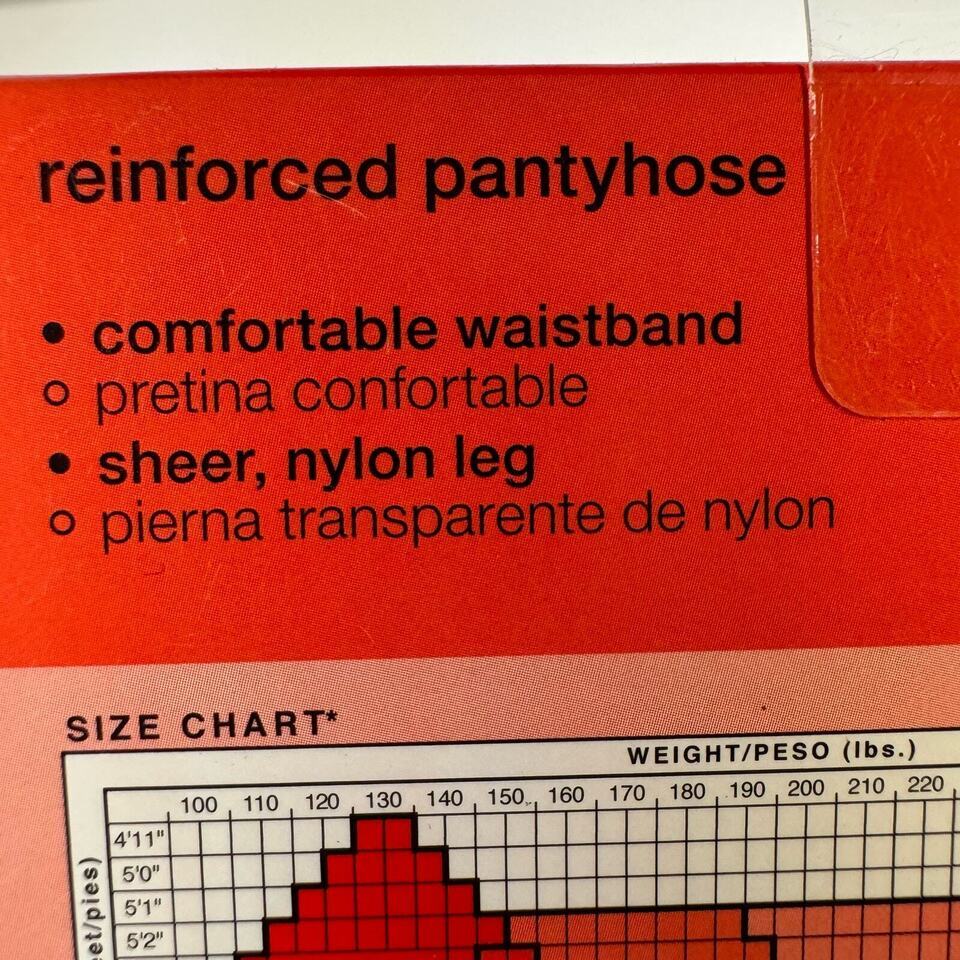 reinforced pantyhose
• comfortable waistband
○ pretina confortable
• sheer, nylon leg
○ pierna transparente de nylon
SIZE CHART*
WEIGHT/PESO (lbs.)
100 110 120 130 140 150 160 170 180 190 200 210 220
4'11"
5'0"
5'1"
5'2"